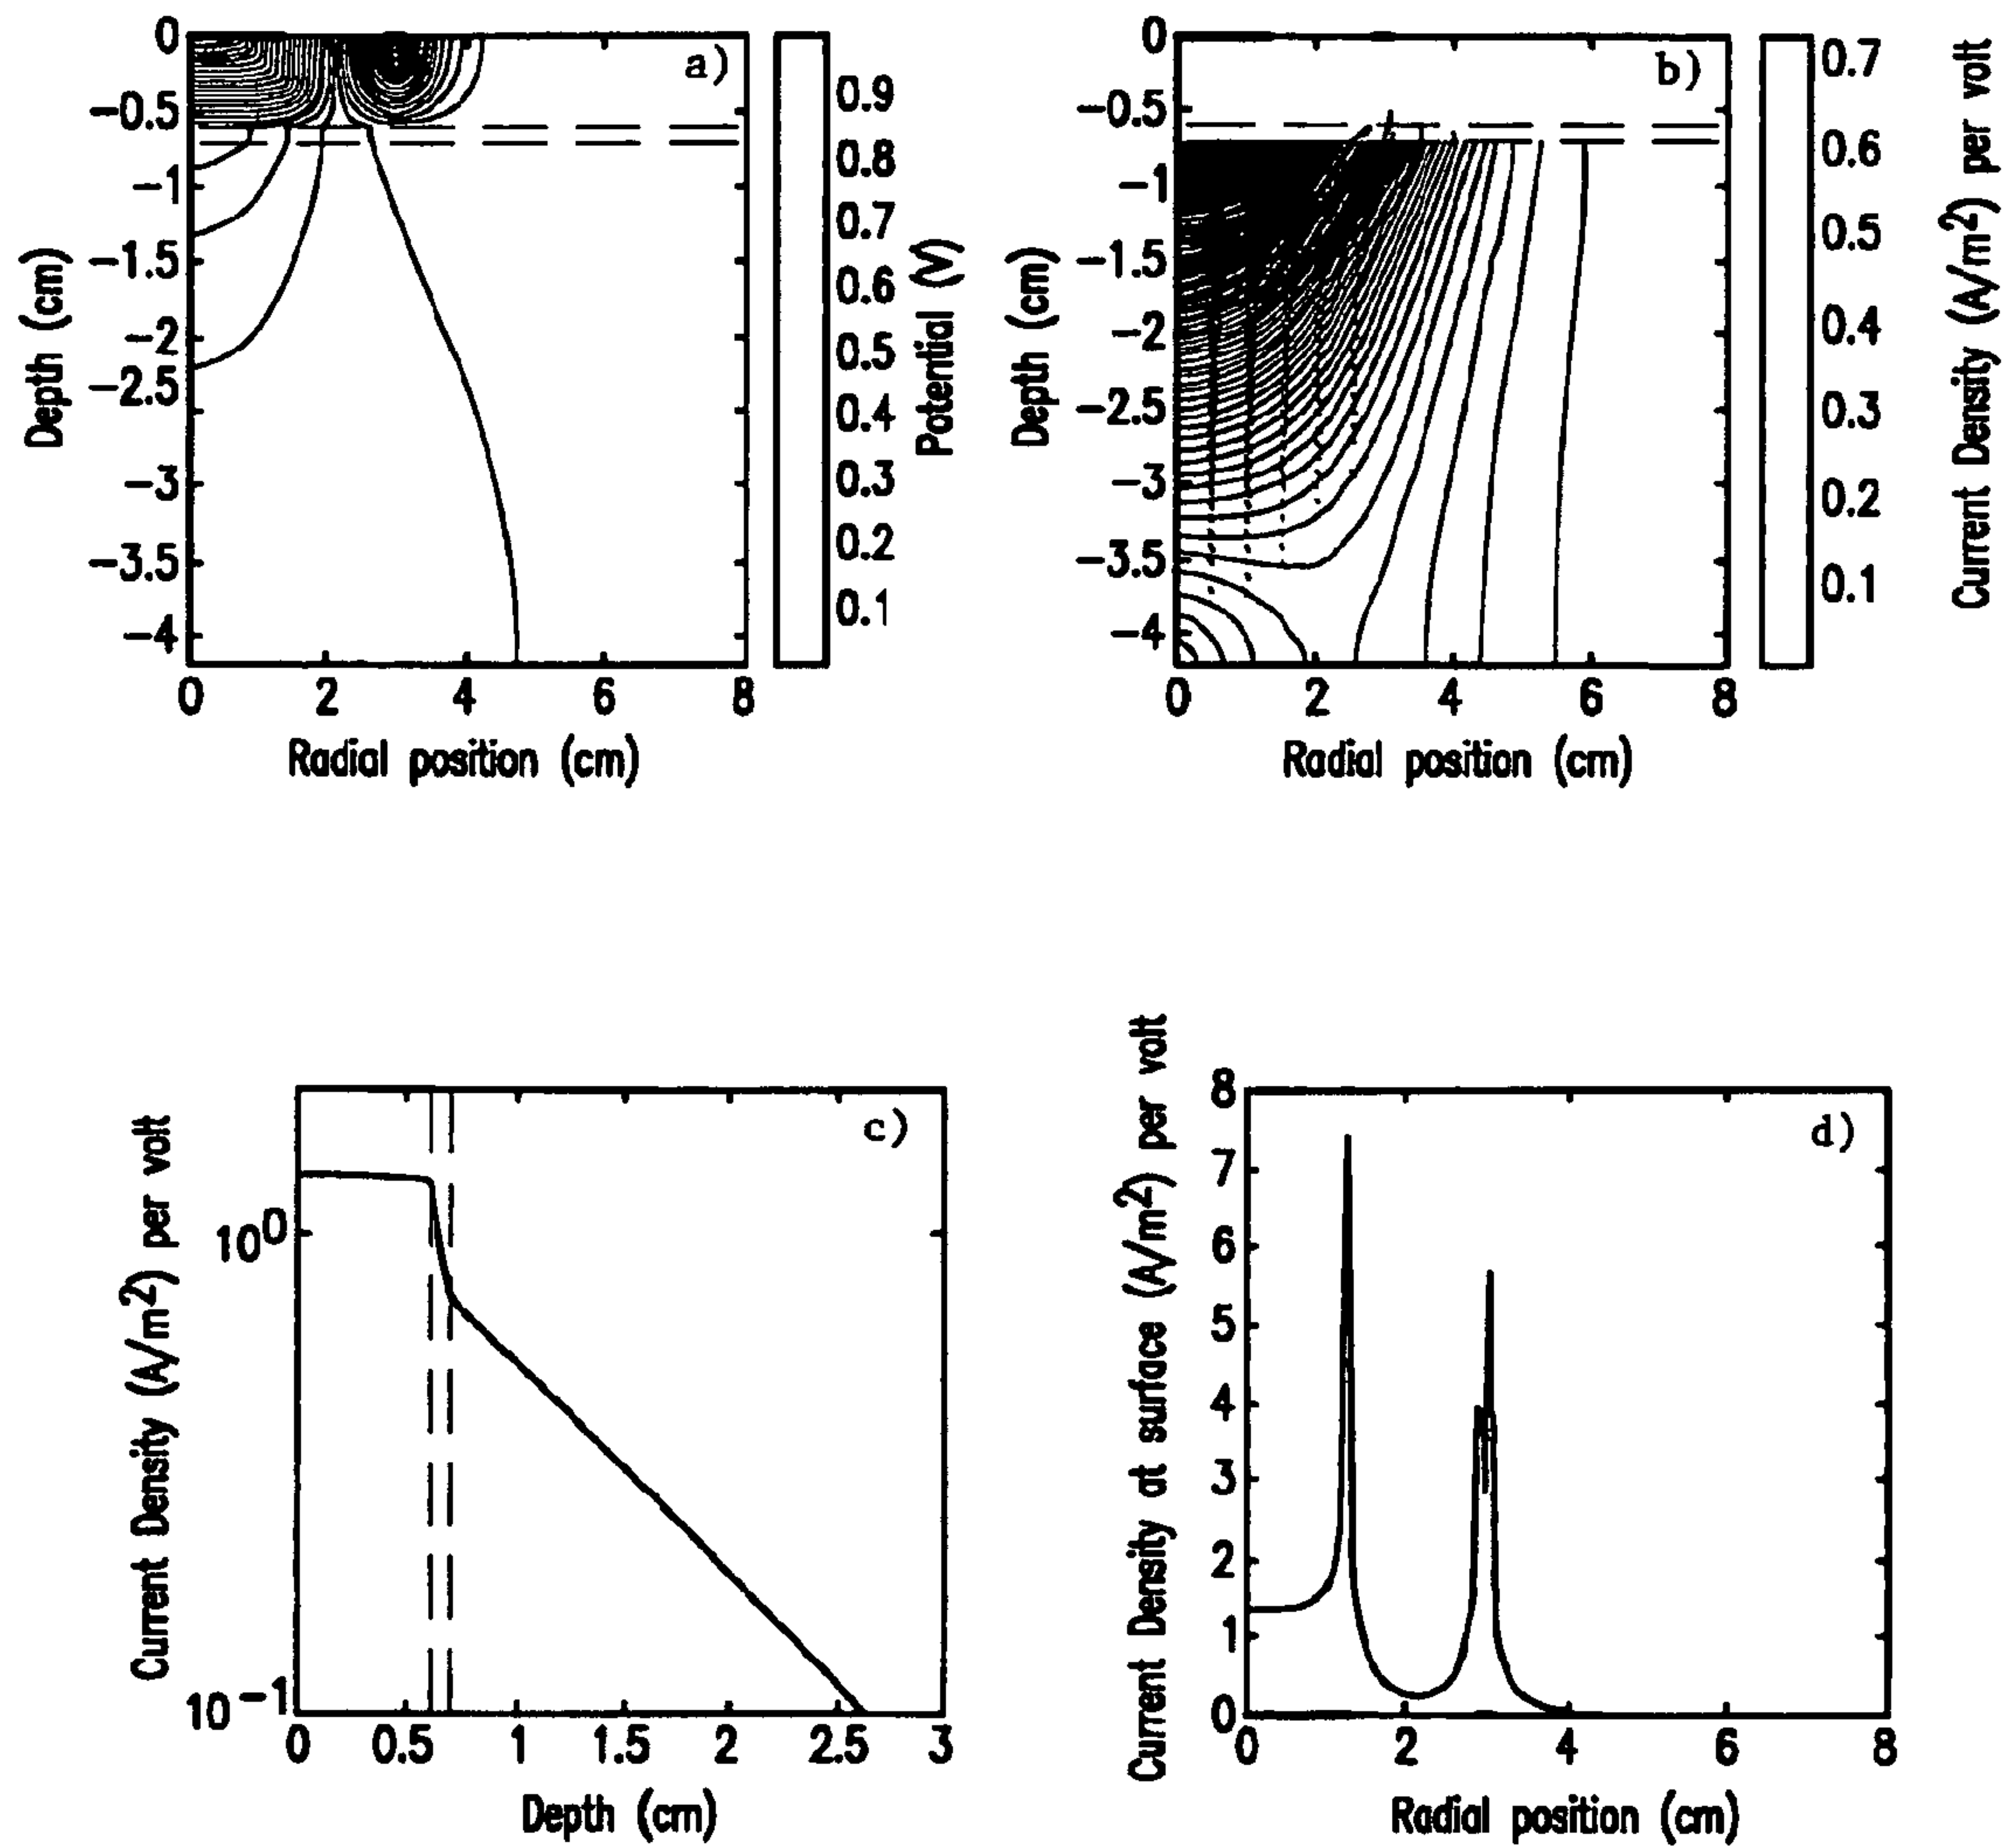 a)
0
-0.5
-1
-1.5
-2
-2.5
-3
-3.5
-4
Depth (cm)
0 2 4 6 8
Radial position (cm)
0.9
0.8
0.7
0.6
0.5
0.4
0.3
0.2
0.1
Potential (V)
b)
0
-0.5
-1
-1.5
-2
-2.5
-3
-3.5
-4
Depth (cm)
0 2 4 6 8
Radial position (cm)
0.7
0.6
0.5
0.4
0.3
0.2
0.1
Current Density (A/m2) per volt
c)
Current Density (A/m2) per volt
100
10-1
0 0.5 1 1.5 2 2.5 3
Depth (cm)
d)
Current Density at surface (A/m2) per volt
8
7
6
5
4
3
2
1
0
0 2 4 6 8
Radial position (cm)